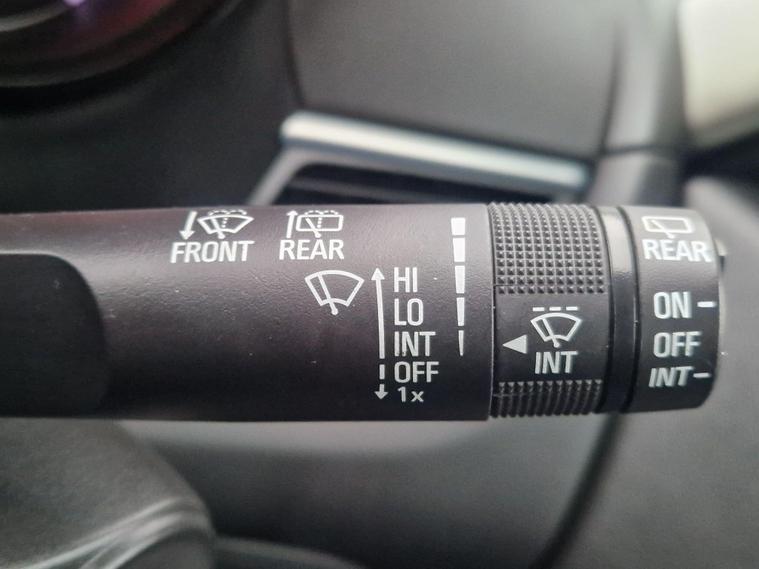 FRONT
REAR
HI
LO
INT
OFF
1x
INT
REAR
ON
OFF
INT